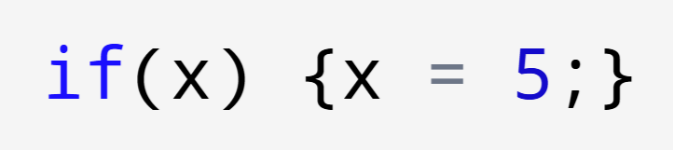 if(x) {x = 5;}